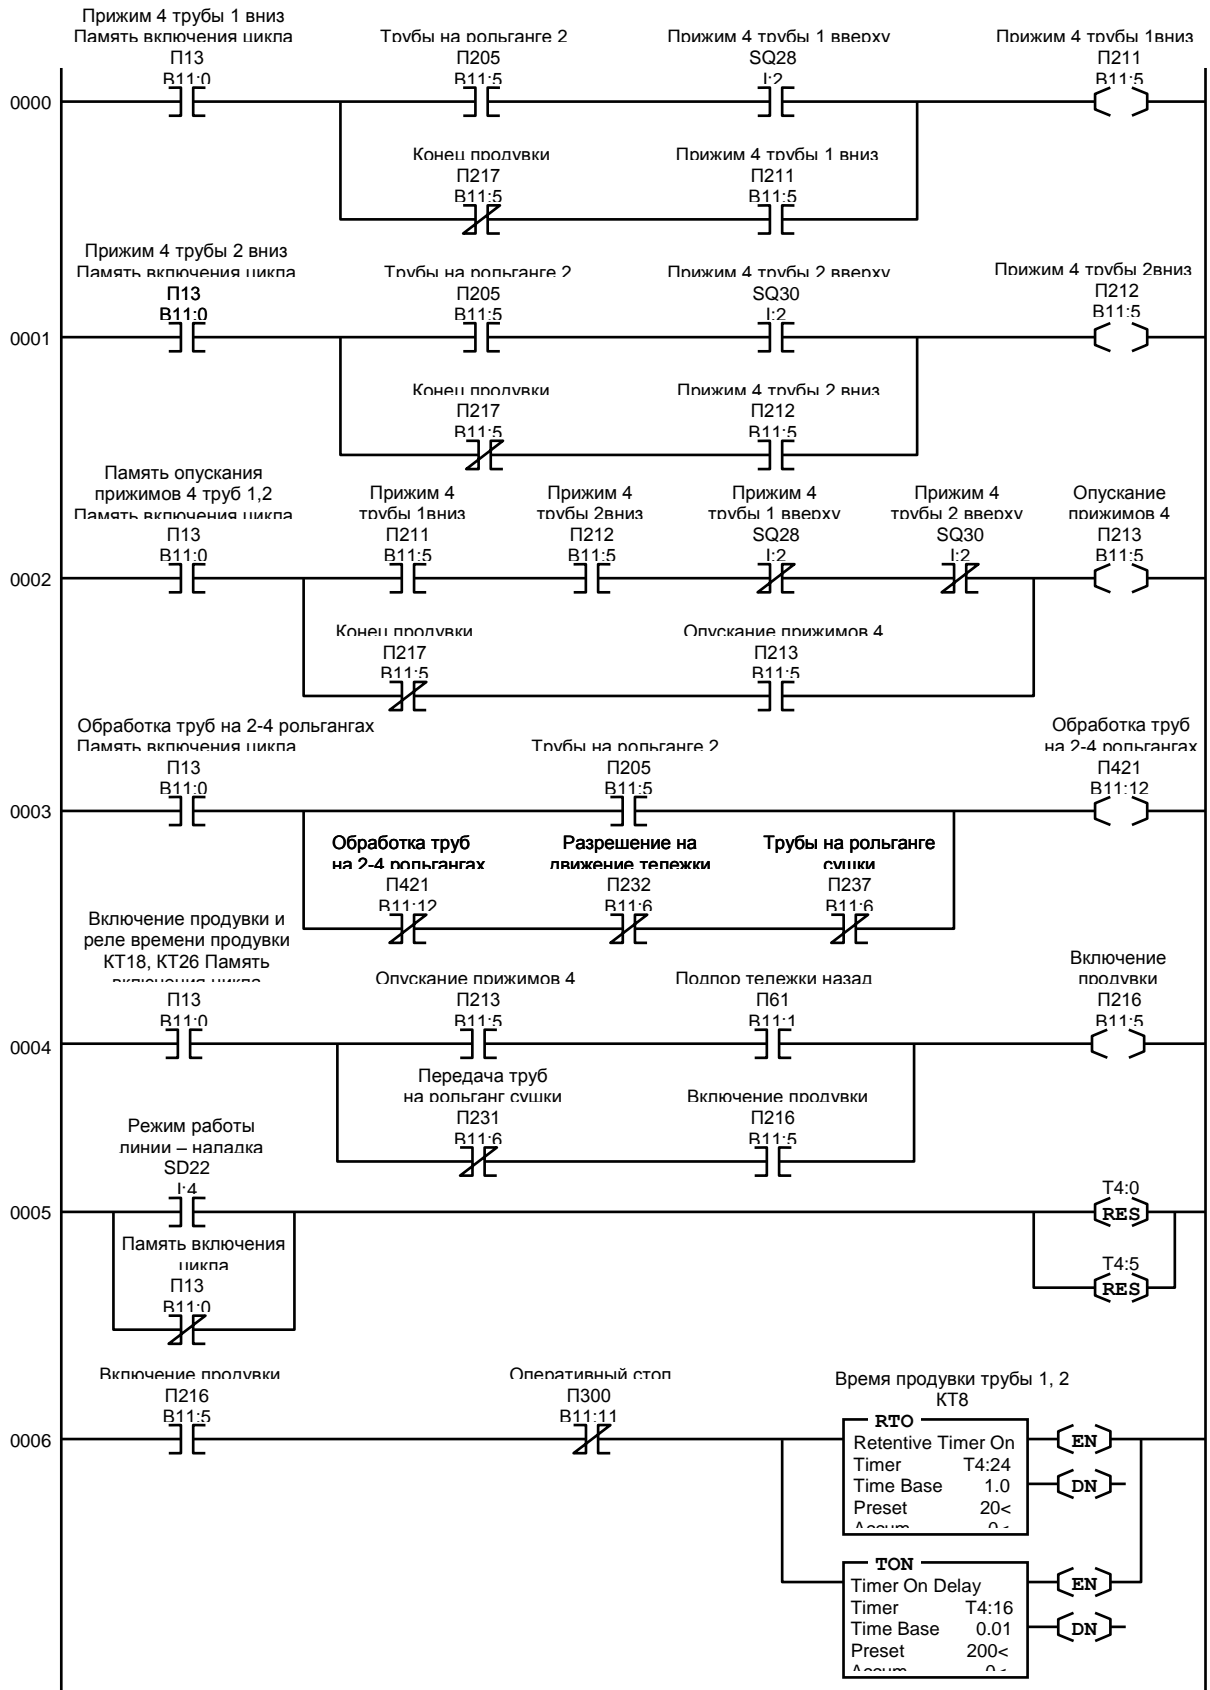 Прижим 4 трубы 1 вниз
Память включения цикла
Трубы на рольганге 2
Прижим 4 трубы 1 вверху
Прижим 4 трубы 1вниз
П13
П205
SQ28
П211
B11:0
B11:5
I:2
B11:5
0000
Конец продувки
Прижим 4 трубы 1 вниз
П217
П211
B11:5
B11:5
Прижим 4 трубы 2 вниз
Память включения цикла
Трубы на рольганге 2
Прижим 4 трубы 2 вверху
Прижим 4 трубы 2вниз
П13
П205
SQ30
П212
B11:0
B11:5
I:2
B11:5
0001
Конец продувки
Прижим 4 трубы 2 вниз
П217
П212
B11:5
B11:5
Память опускания
прижимов 4 труб 1,2
Память включения цикла
Прижим 4
трубы 1вниз
Прижим 4
трубы 2вниз
Прижим 4
трубы 1 вверху
Прижим 4
трубы 2 вверху
Опускание
прижимов 4
П13
П211
П212
SQ28
SQ30
П213
B11:0
B11:5
B11:5
I:2
I:2
B11:5
0002
Конец продувки
Опускание прижимов 4
П217
П213
B11:5
B11:5
Обработка труб на 2-4 рольгангах
Память включения цикла
Трубы на рольганге 2
Обработка труб
на 2-4 рольгангах
П13
П205
П421
B11:0
B11:5
B11:12
0003
Обработка труб
на 2-4 рольгангах
Разрешение на
движение тележки
Трубы на рольганге
сушки
П421
П232
П237
B11:12
B11:6
B11:6
Включение продувки и
реле времени продувки
КТ18, КТ26 Память
включения цикла
Опускание прижимов 4
Подпор тележки назад
Включение
продувки
П13
П213
П61
П216
B11:0
B11:5
B11:1
B11:5
0004
Передача труб
на рольганг сушки
Включение продувки
П231
П216
B11:6
B11:5
Режим работы
линии – наладка
SD22
I:4
T4:0
0005
RES
Память включения
цикла
П13
B11:0
T4:5
RES
Включение продувки
Оперативный стоп
Время продувки трубы 1, 2
КТ8
П216
П300
B11:5
B11:11
0006
RTO
Retentive Timer On
Timer T4:24
Time Base 1.0
Preset 20<
Accum 0<
EN
DN
TON
Timer On Delay
Timer T4:16
Time Base 0.01
Preset 200<
Accum 0<
EN
DN